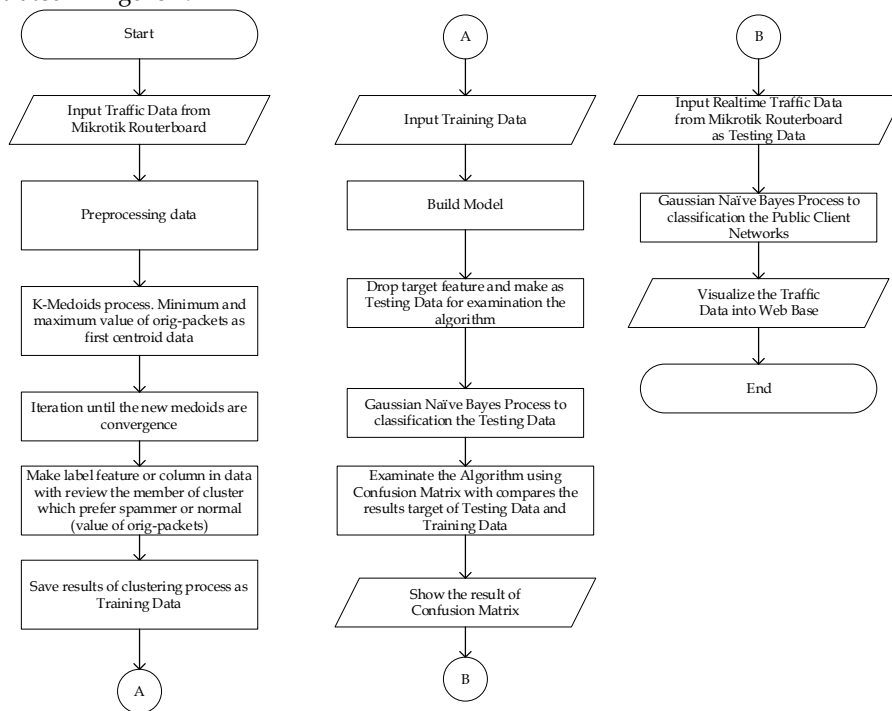 Start
Input Traffic Data from
Mikrotik Routerboard
Preprocessing data
K-Medoids process. Minimum and
maximum value of orig-packets as
first centroid data
Iteration until the new medoids are
convergence
Make label feature or column in data
with review the member of cluster
which prefer spammer or normal
(value of orig-packets)
Save results of clustering process as
Training Data
A
A
Input Training Data
Build Model
Drop target feature and make as
Testing Data for examination the
algorithm
Gaussian Naïve Bayes Process to
classification the Testing Data
Examinate the Algorithm using
Confusion Matrix with compares the
results target of Testing Data and
Training Data
Show the result of
Confusion Matrix
B
B
Input Realtime Traffic Data
from Mikrotik Routerboard
as Testing Data
Gaussian Naïve Bayes Process to
classification the Public Client
Networks
Visualize the Traffic
Data into Web Base
End